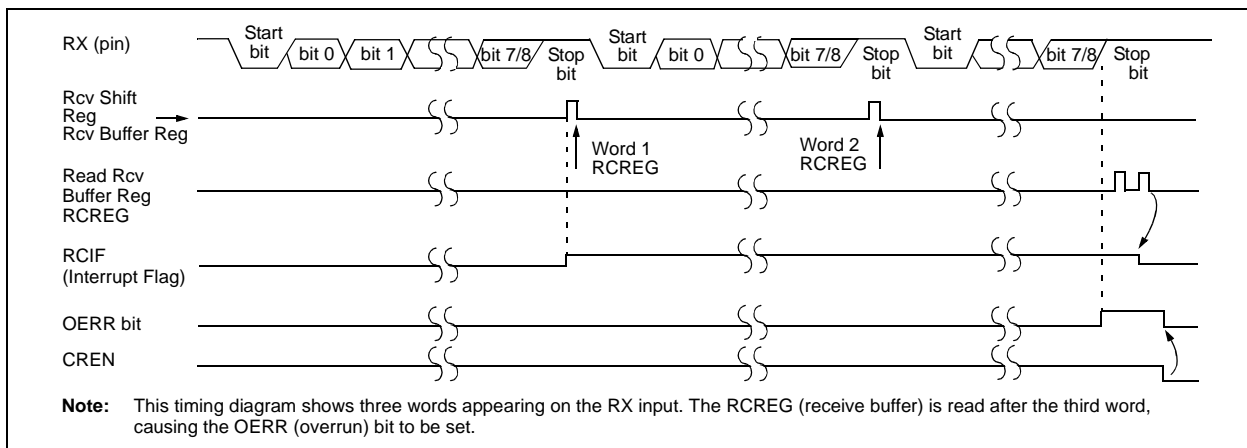 RX (pin)
Start bit
bit 0
bit 1
bit 7/8
Stop bit
Start bit
bit 0
bit 7/8
Stop bit
Start bit
bit 7/8
Stop bit
Rcv Shift
Reg
Rcv Buffer Reg
Word 1
RCREG
Word 2
RCREG
Read Rcv
Buffer Reg
RCREG
RCIF
(Interrupt Flag)
OERR bit
CREN
Note: This timing diagram shows three words appearing on the RX input. The RCREG (receive buffer) is read after the third word,
causing the OERR (overrun) bit to be set.